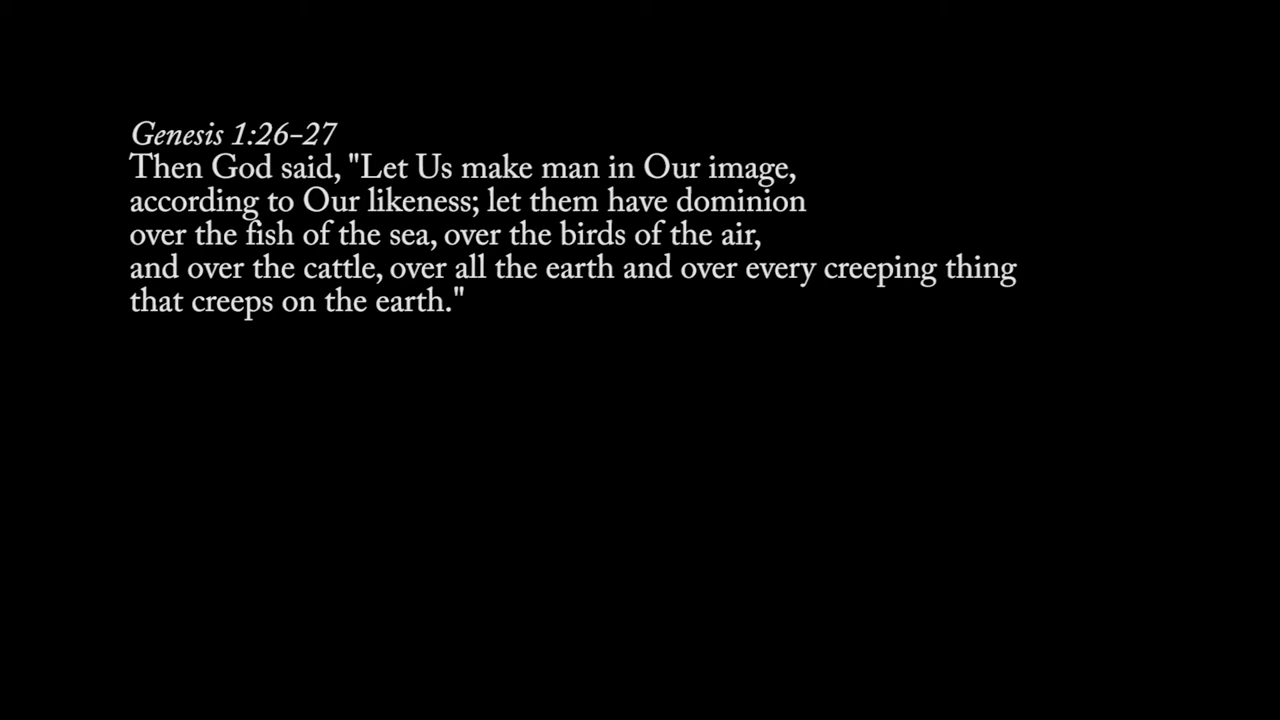 Genesis 1:26-27
Then God said, "Let Us make man in Our image,
according to Our likeness; let them have dominion
over the fish of the sea, over the birds of the air,
and over the cattle, over all the earth and over every creeping thing
that creeps on the earth."